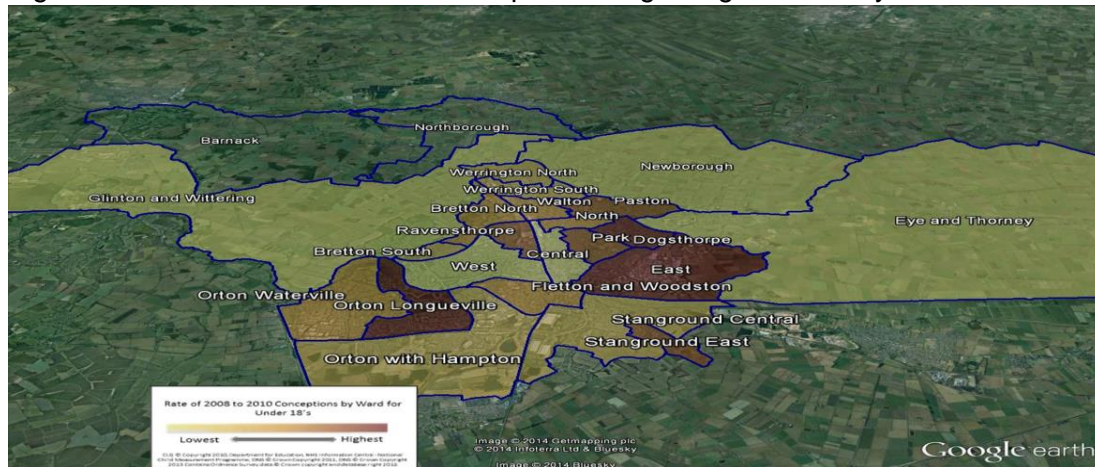 Northborough
Barnack
Newborough
Werrington North
Werrington South
Glinton and Wittering
Walton
Paston
Bretton North
North
Eye and Thorney
Ravensthorpe
Park
Dogsthorpe
Bretton South
Central
West
East
Fletton and Woodston
Orton Waterville
Orton Longueville
Stanground Central
Stanground East
Orton with Hampton
Rate of 2008 to 2010 Conceptions by Ward for
Under 18's
Lowest
Highest
Image © 2014 Getmapping plc
© 2014 Infoterra Ltd & Bluesky
Image © 2014 Bluesky
Google earth